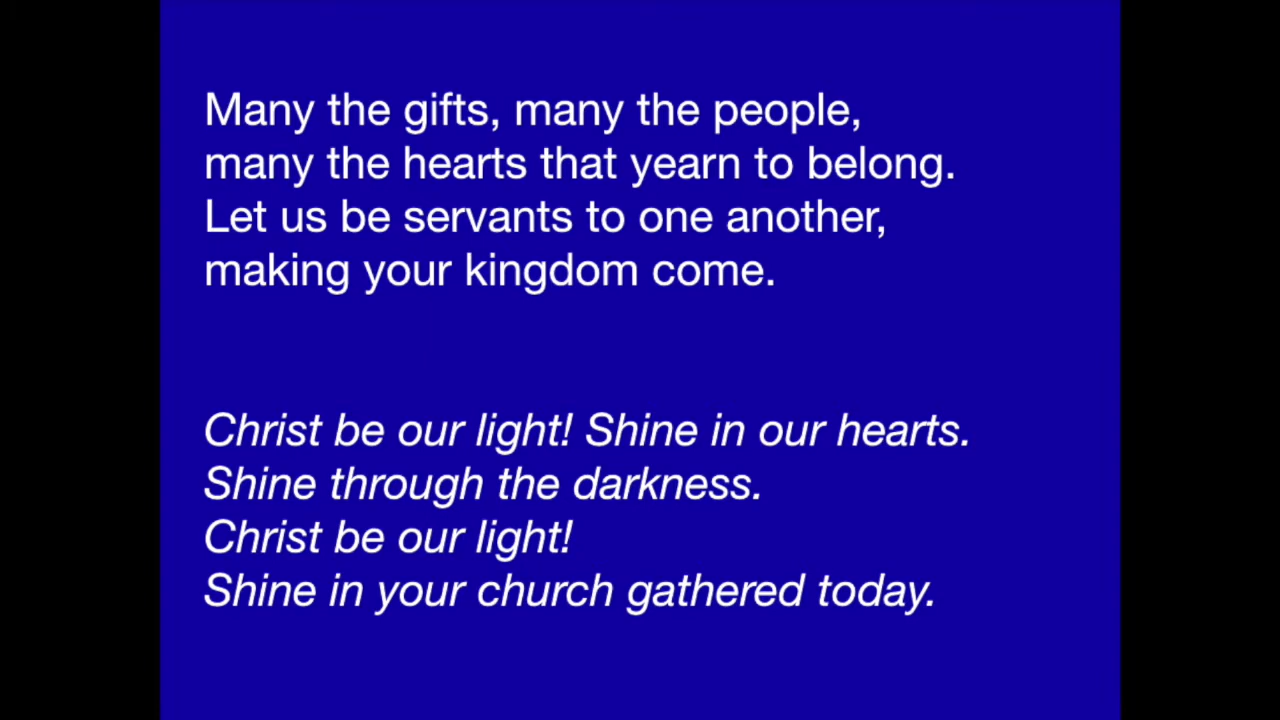 Many the gifts, many the people,
many the hearts that yearn to belong.
Let us be servants to one another,
making your kingdom come.
Christ be our light! Shine in our hearts.
Shine through the darkness.
Christ be our light!
Shine in your church gathered today.